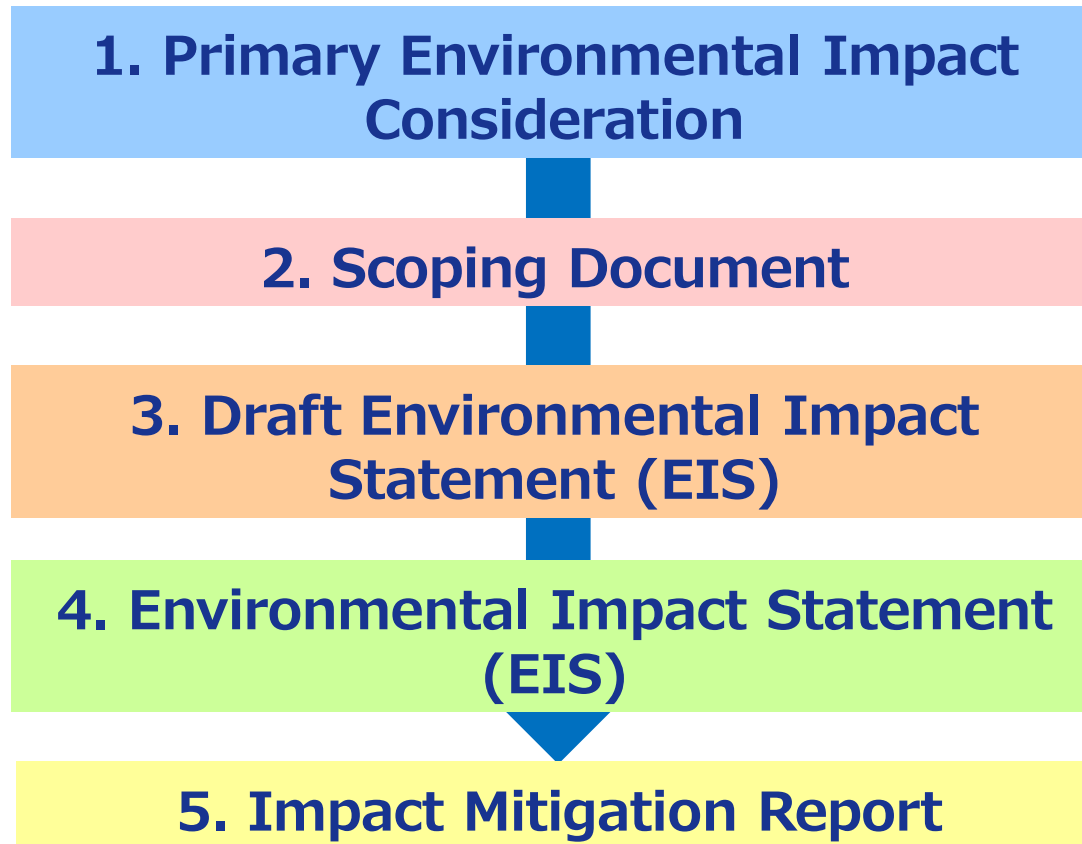 1. Primary Environmental Impact
Consideration
2. Scoping Document
3. Draft Environmental Impact
Statement (EIS)
4. Environmental Impact Statement
(EIS)
5. Impact Mitigation Report